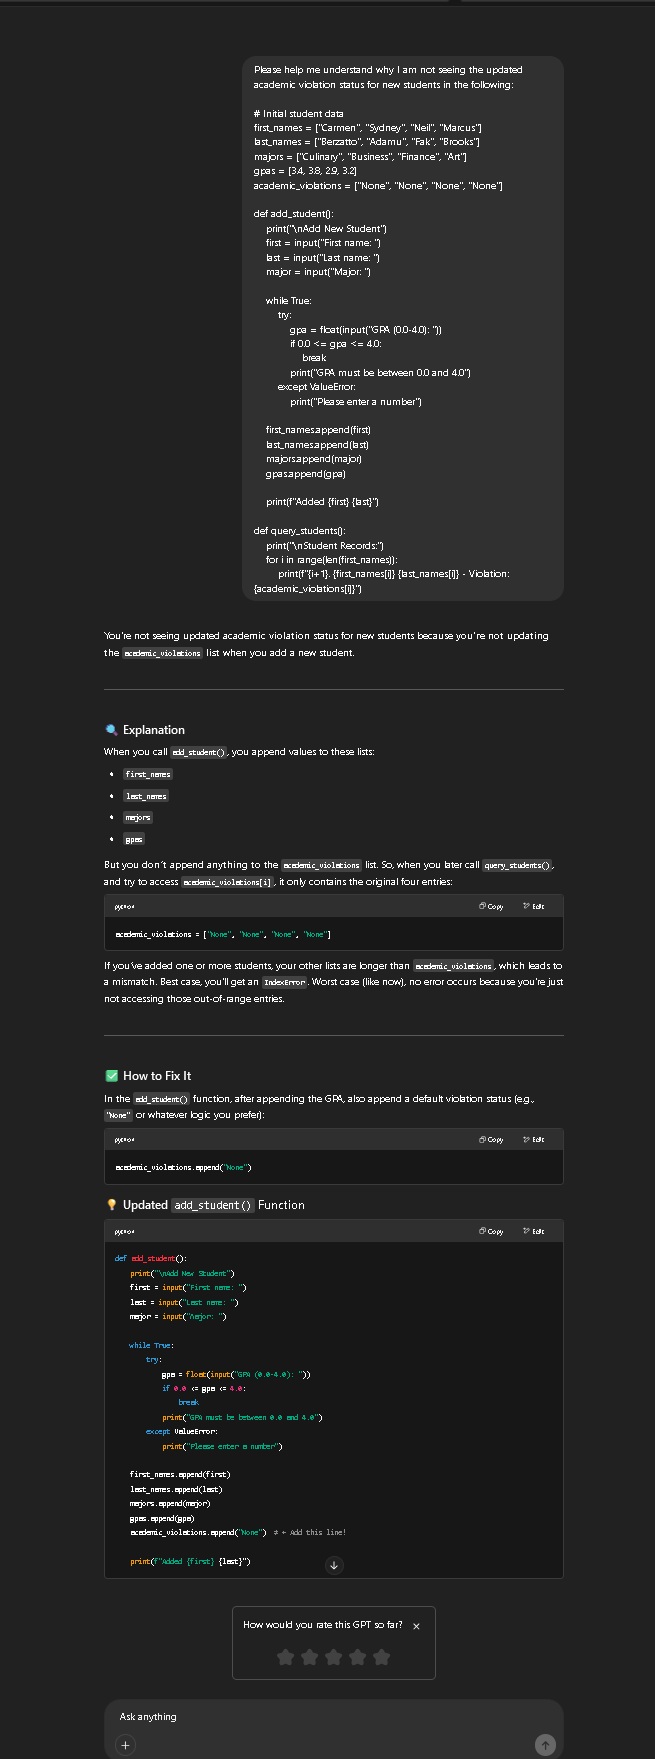 Please help me understand why I am not seeing the updated
academic violation status for new students in the following:
# Initial student data
first_names = ["Carmen", "Sydney", "Neil", "Marcus"]
last_names = ["Berzatto", "Adamu", "Fak", "Brooks"]
majors = ["Culinary", "Business", "Finance", "Art"]
gpas = [3.4, 3.8, 2.9, 3.2]
academic_violations = ["None", "None", "None", "None"]
def add_student():
print("\nAdd New Student")
first = input("First name: ")
last = input("Last name: ")
major = input("Major: ")
while True:
try:
gpa = float(input("GPA (0.0-4.0): "))
if 0.0 <= gpa <= 4.0:
break
print("GPA must be between 0.0 and 4.0")
except ValueError:
print("Please enter a number")
first_names.append(first)
last_names.append(last)
majors.append(major)
gpas.append(gpa)
print(f"Added {first} {last}")
def query_students():
print("\nStudent Records:")
for i in range(len(first_names)):
print(f"{i+1}. {first_names[i]} {last_names[i]} - Violation:
{academic_violations[i]}")
You're not seeing updated academic violation status for new students because you're not updating
the academic_violations list when you add a new student.
🔍 Explanation
When you call add_student(), you append values to these lists:
• first_names
• last_names
• majors
• gpas
But you don't append anything to the academic_violations list. So, when you later call query_students(),
and try to access academic_violations[i], it only contains the original four entries:
python Copy Edit
academic_violations = ["None", "None", "None", "None"]
If you've added one or more students, your other lists are longer than academic_violations, which leads to
a mismatch. Best case, you'll get an IndexError. Worst case (like now), no error occurs because you're just
not accessing those out-of-range entries.
✅ How to Fix It
In the add_student() function, after appending the GPA, also append a default violation status (e.g.,
"None" or whatever logic you prefer):
python Copy Edit
academic_violations.append("None")
💡 Updated add_student() Function
python Copy Edit
def add_student():
print("\nAdd New Student")
first = input("First name: ")
last = input("Last name: ")
major = input("Major: ")
while True:
try:
gpa = float(input("GPA (0.0-4.0): "))
if 0.0 <= gpa <= 4.0:
break
print("GPA must be between 0.0 and 4.0")
except ValueError:
print("Please enter a number")
first_names.append(first)
last_names.append(last)
majors.append(major)
gpas.append(gpa)
academic_violations.append("None") # ← Add this line!
print(f"Added {first} {last}")
How would you rate this GPT so far? ×
Ask anything